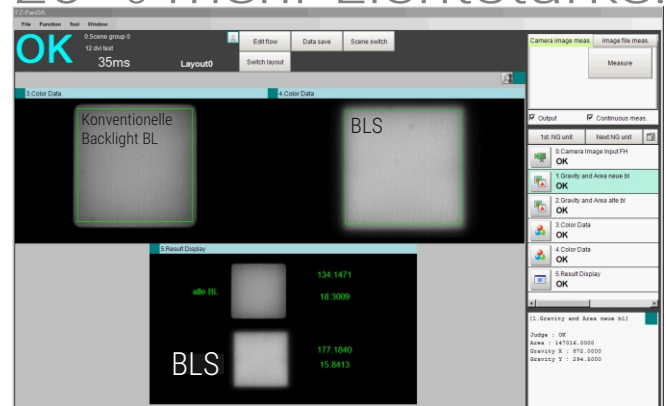 20 % mehr Lichtstärke.
FZ-PanDA
File Function Tool Window
OK
0.Scene group 0
12.dvi test
35ms
Layout0
Edit flow
Data save
Scene switch
Switch layout
Camera image meas.
Image file meas.
Measure
Output
Continuous meas.
1st. NG unit
Next NG unit
3.Color Data
4.Color Data
Konventionelle
Backlight BL
BLS
0.Camera Image Input FH
OK
1.Gravity and Area neue bl
OK
2.Gravity and Area alte bl
OK
3.Color Data
OK
4.Color Data
OK
5.Result Display
OK
5.Result Display
alte BL
134.1471
18.3009
BLS
177.1840
15.8413
[1.Gravity and Area neue bl]
Judge : OK
Area : 147016.0000
Gravity X : 872.0000
Gravity Y : 294.5000